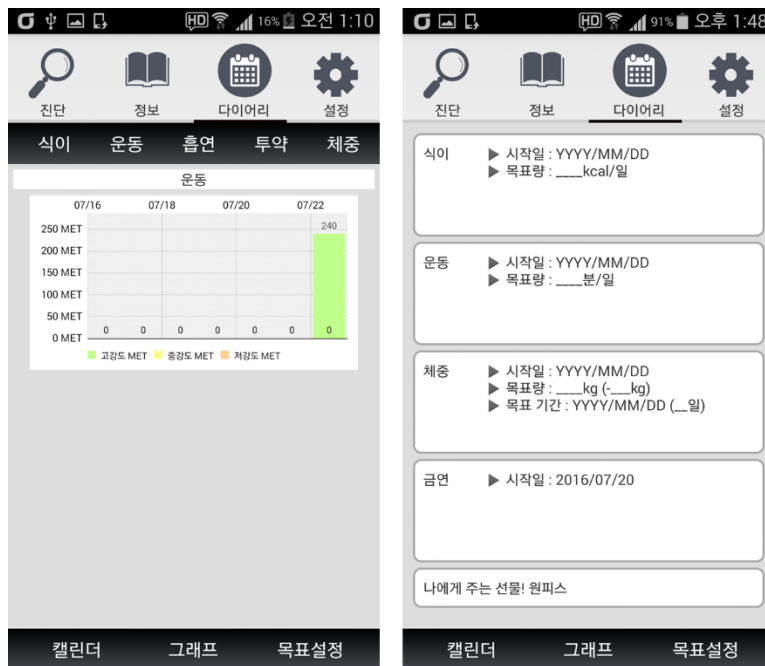 16% 오전 1:10
진단 정보 다이어리 설정
식이 운동 흡연 투약 체중
운동
07/16 07/18 07/20 07/22
250 MET 240
200 MET
150 MET
100 MET
50 MET
0 MET 0 0 0 0 0 0 0
고강도 MET 중강도 MET 저강도 MET
캘린더 그래프 목표설정
HD 91% 오후 1:48
진단 정보 다이어리 설정
식이 ▶ 시작일 : YYYY/MM/DD
▶ 목표량 : ____kcal/일
운동 ▶ 시작일 : YYYY/MM/DD
▶ 목표량 : ____분/일
체중 ▶ 시작일 : YYYY/MM/DD
▶ 목표량 : ____kg (-___kg)
▶ 목표 기간 : YYYY/MM/DD (__일)
금연 ▶ 시작일 : 2016/07/20
나에게 주는 선물! 원피스
캘린더 그래프 목표설정